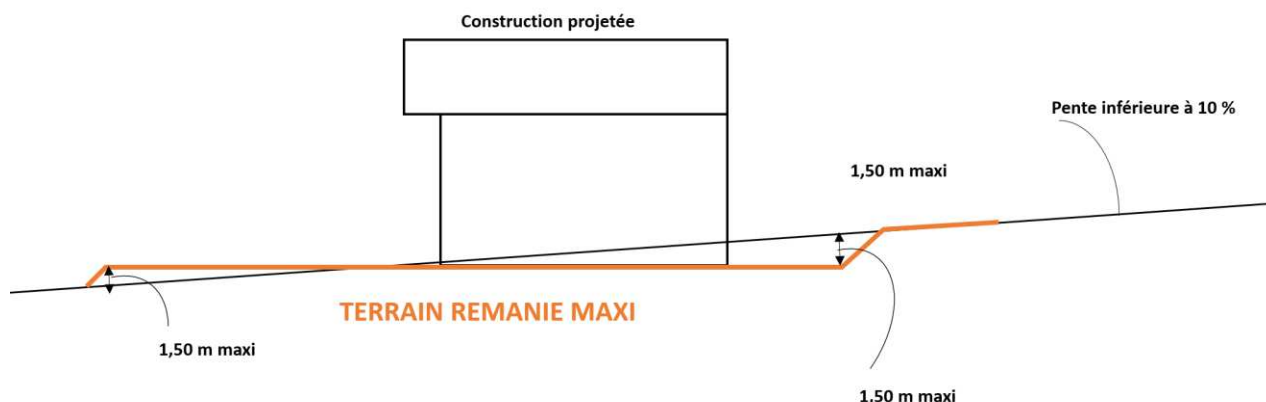 Construction projetée
Pente inférieure à 10 %
1,50 m maxi
TERRAIN REMANIE MAXI
1,50 m maxi
1,50 m maxi